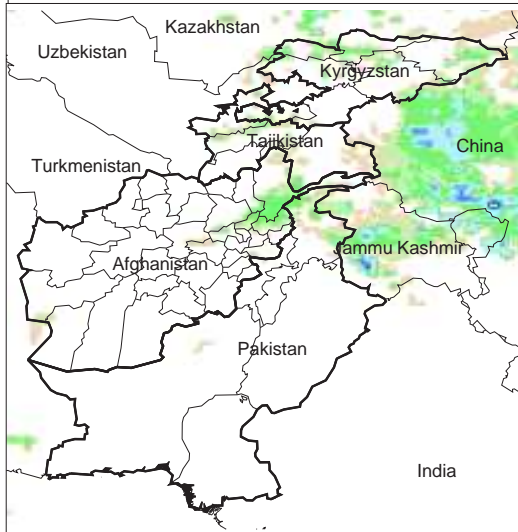 Kazakhstan
Uzbekistan
Kyrgyzstan
Tajikistan
China
Turkmenistan
Jammu Kashmir
Afghanistan
Pakistan
India